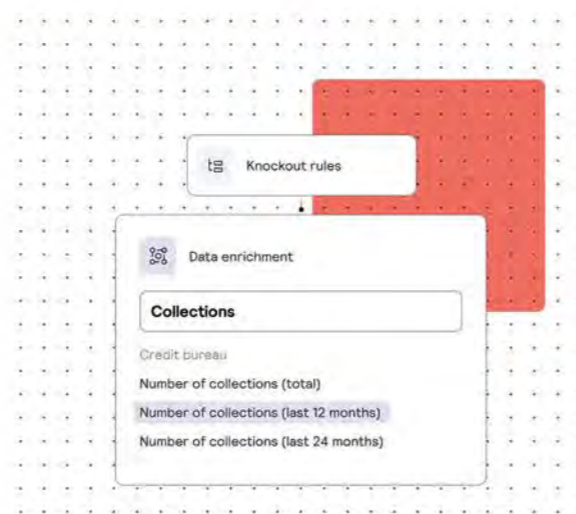 Knockout rules
Data enrichment
Collections
Credit bureau
Number of collections (total)
Number of collections (last 12 months)
Number of collections (last 24 months)